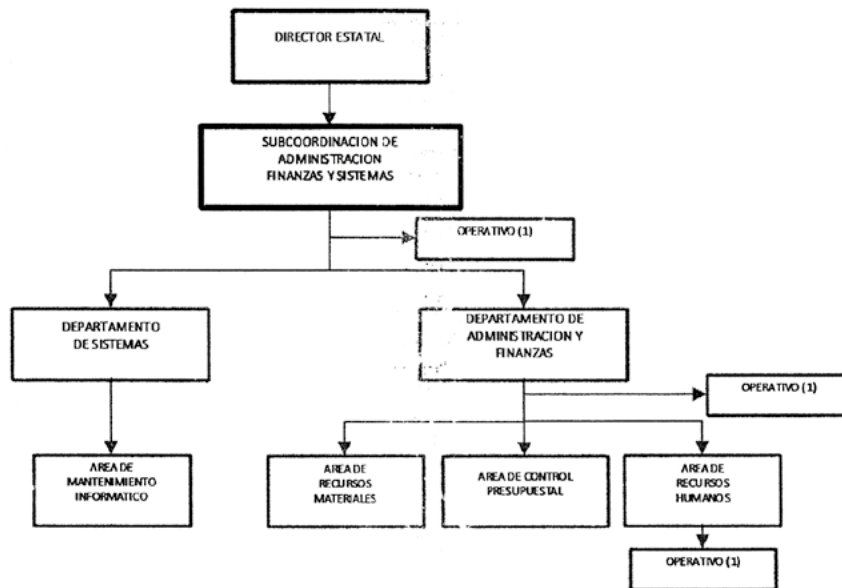 DIRECTOR ESTATAL
SUBCOORDINACION DE
ADMINISTRACION
FINANZAS Y SISTEMAS
OPERATIVO (1)
DEPARTAMENTO
DE SISTEMAS
DEPARTAMENTO DE
ADMINISTRACION Y
FINANZAS
OPERATIVO (1)
AREA DE
MANTENIMIENTO
INFORMATICO
AREA DE
RECURSOS
MATERIALES
AREA DE CONTROL
PRESUPUESTAL
AREA DE
RECURSOS
HUMANOS
OPERATIVO (1)